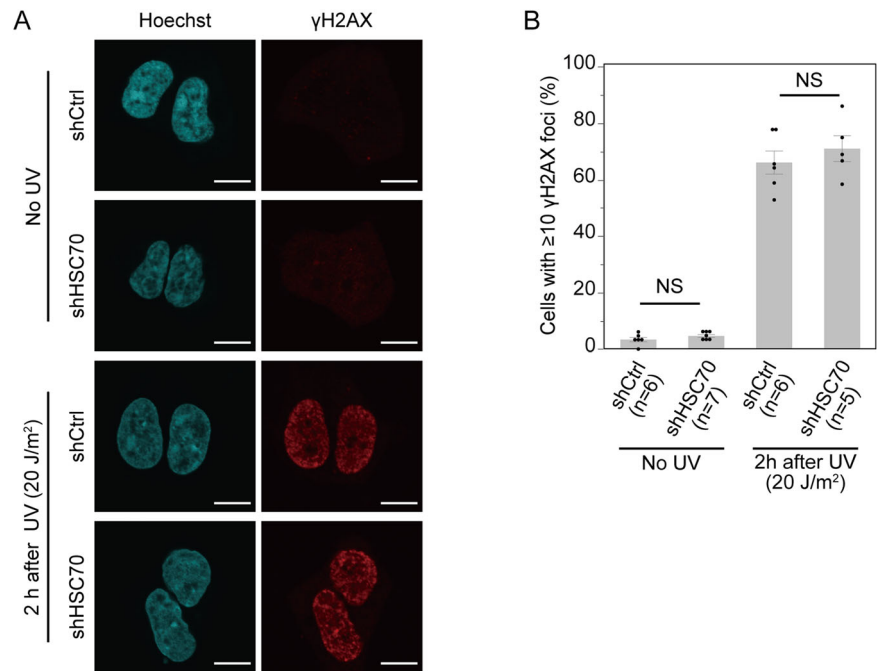 A
Hoechst
γH2AX
No UV
shCtrl
shHSC70
2 h after UV (20 J/m²)
shCtrl
shHSC70
B
Cells with ≥10 γH2AX foci (%)
100
80
60
40
20
0
NS
NS
shCtrl
(n=6)
shHSC70
(n=7)
shCtrl
(n=6)
shHSC70
(n=5)
No UV
2h after UV
(20 J/m²)